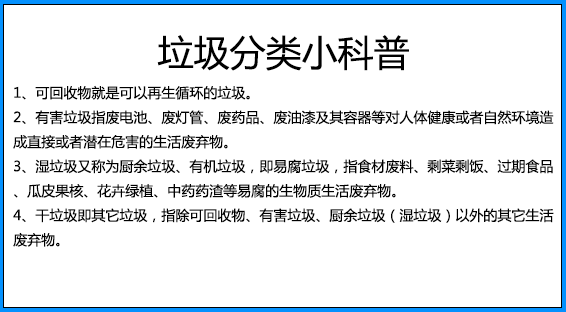 垃圾分类小科普
1、可回收物就是可以再生循环的垃圾。
2、有害垃圾指废电池、废灯管、废药品、废油漆及其容器等对人体健康或者自然环境造
成直接或者潜在危害的生活废弃物。
3、湿垃圾又称为厨余垃圾、有机垃圾，即易腐垃圾，指食材废料、剩菜剩饭、过期食品
、瓜皮果核、花卉绿植、中药药渣等易腐的生物质生活废弃物。
4、干垃圾即其它垃圾，指除可回收物、有害垃圾、厨余垃圾（湿垃圾）以外的其它生活
废弃物。